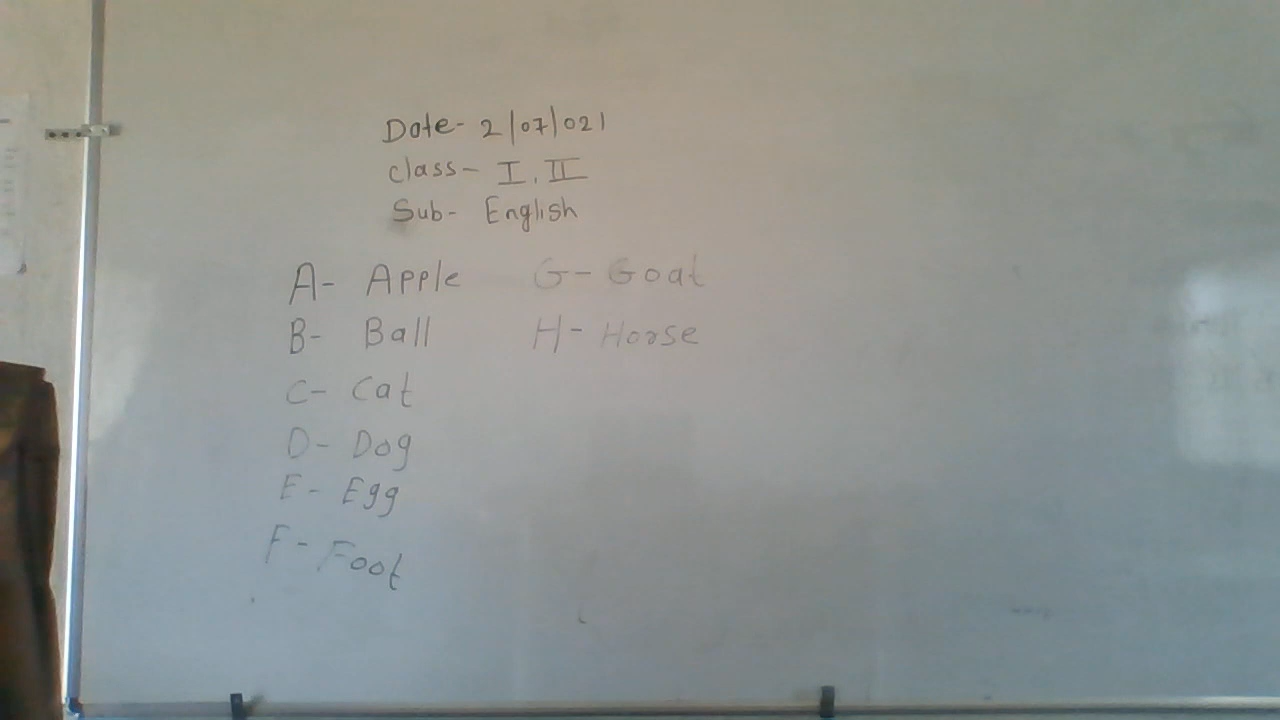 Date- 2/07/021
class- I, II
Sub- English
A- Apple
B- Ball
C- Cat
D- Dog
E- Egg
F- Foot
G- Goat
H- Horse